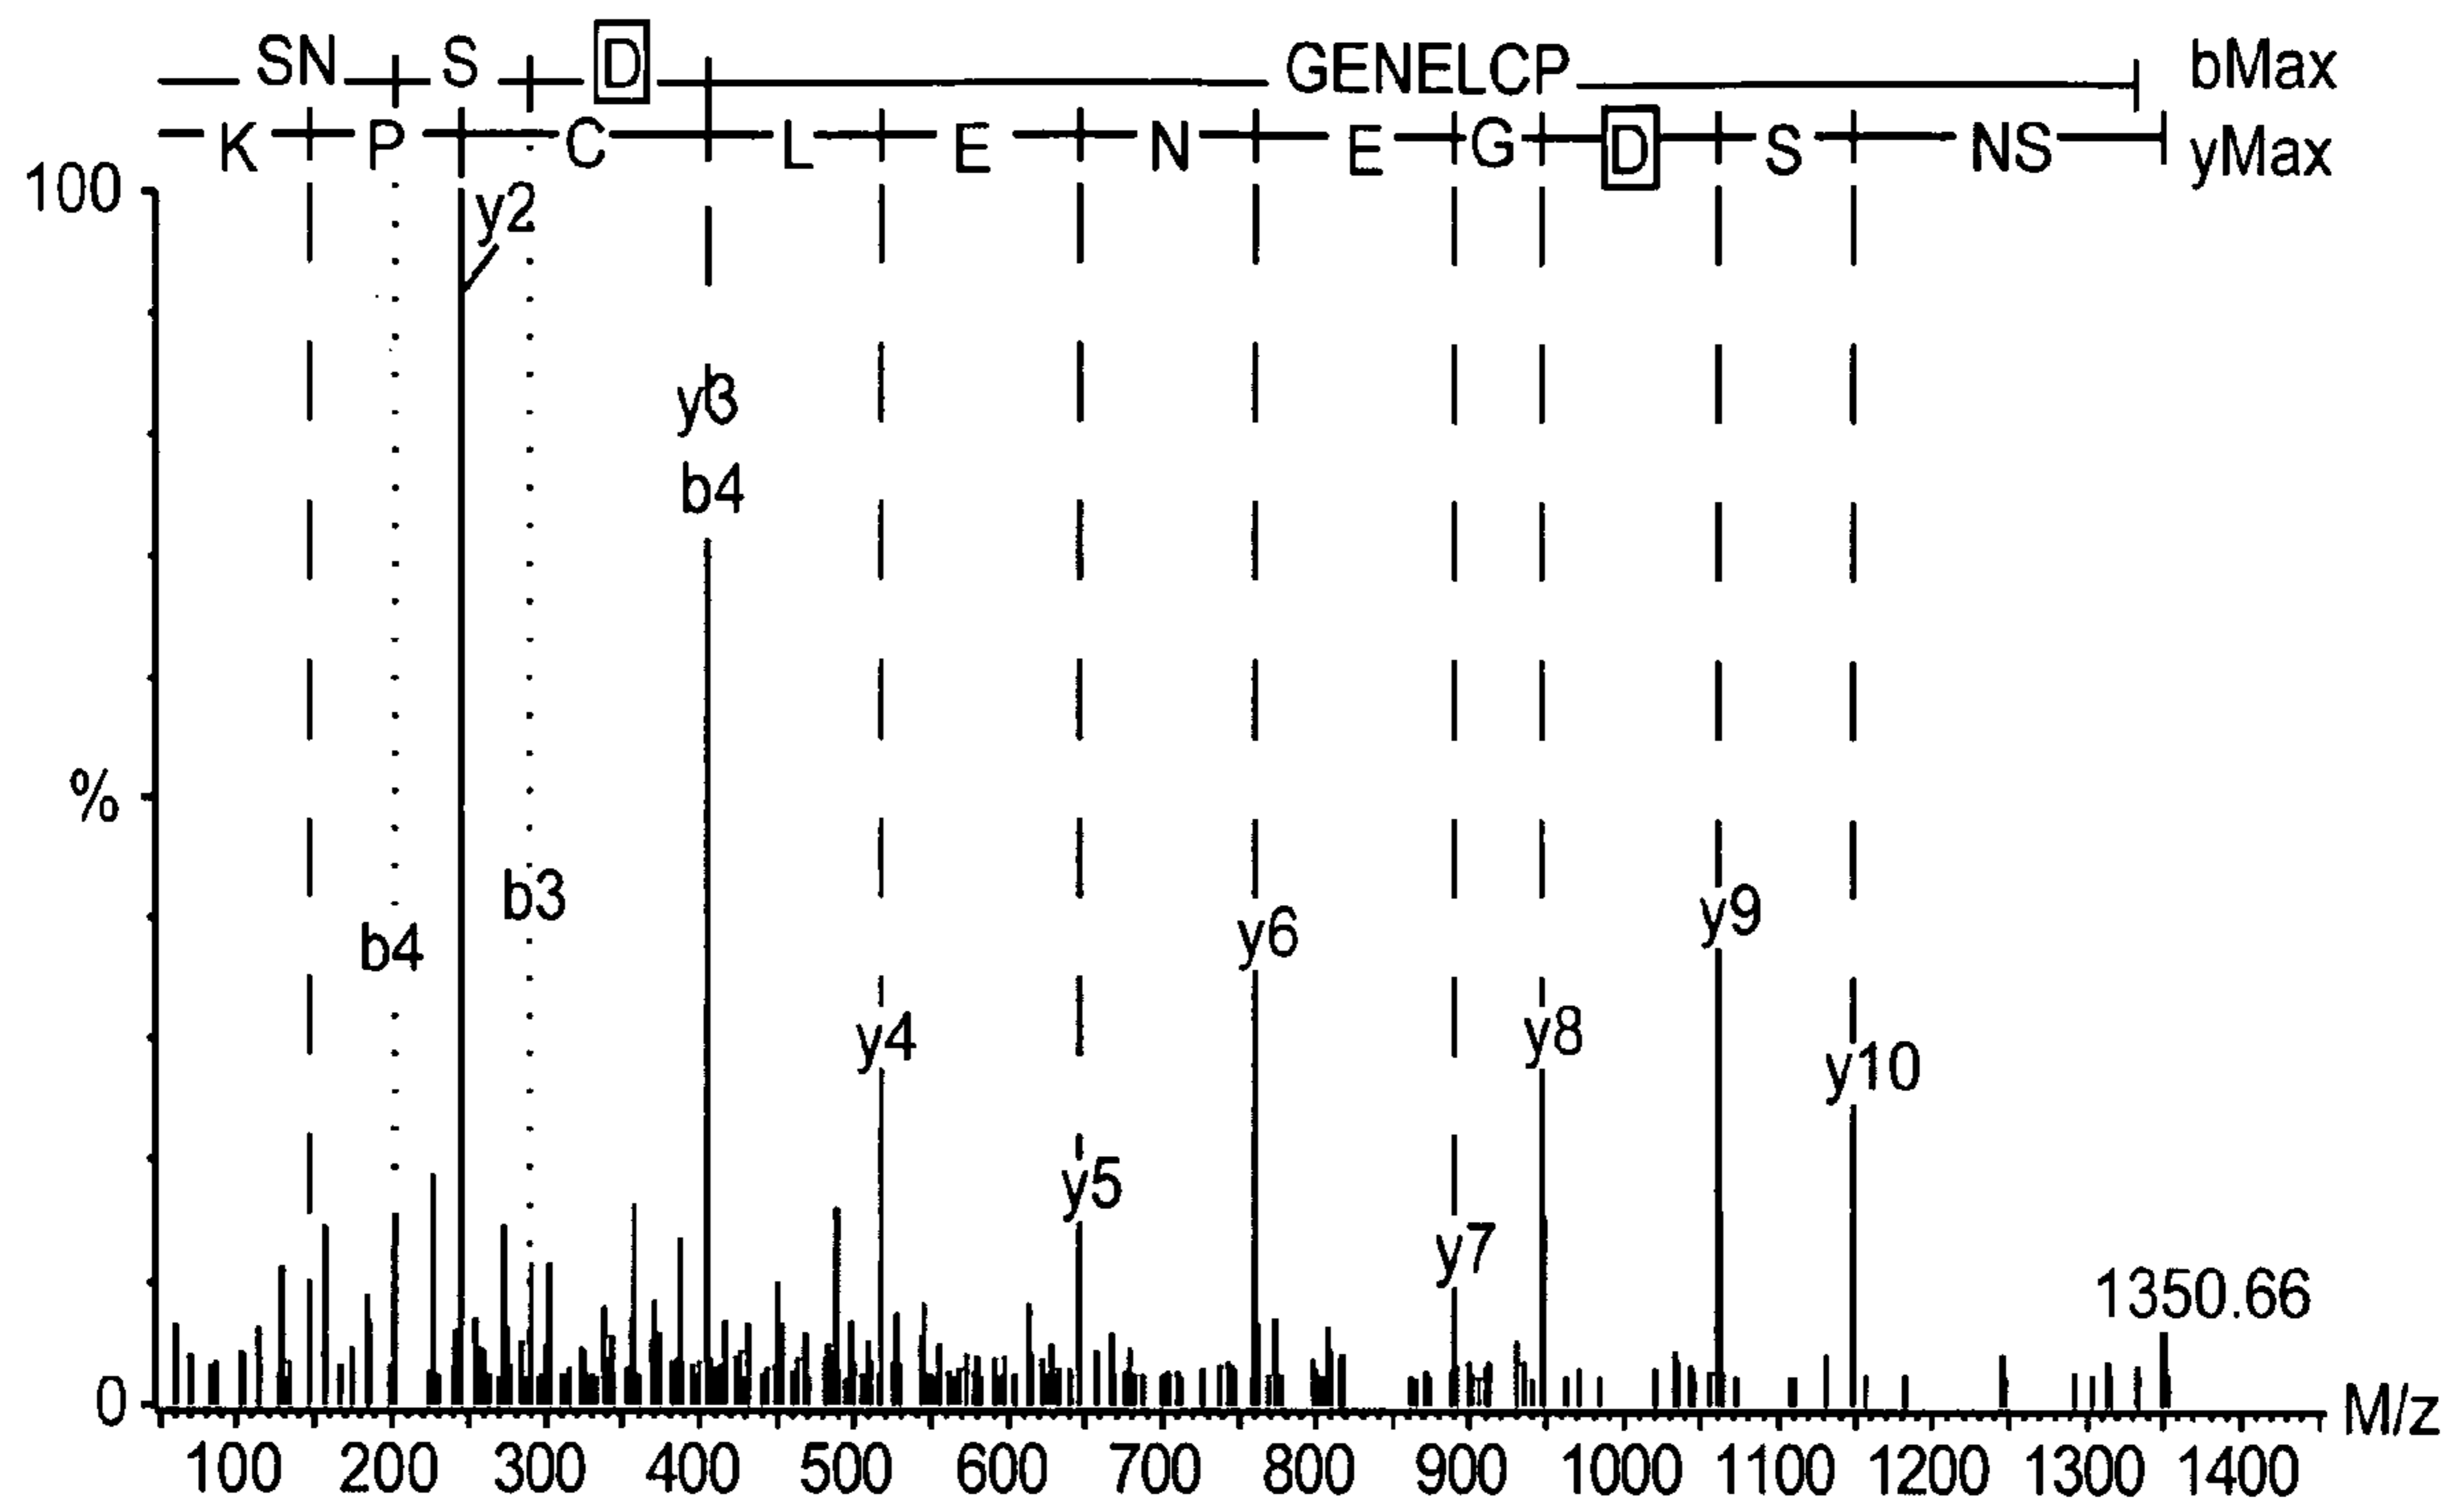 SN S D GENELCP bMax
K P C L E N E G D S NS yMax
100
y2
y3
b4
%
b3
b4
y6
y9
y4
y8
y10
y5
y7
1350.66
0
M/z
100 200 300 400 500 600 700 800 900 1000 1100 1200 1300 1400